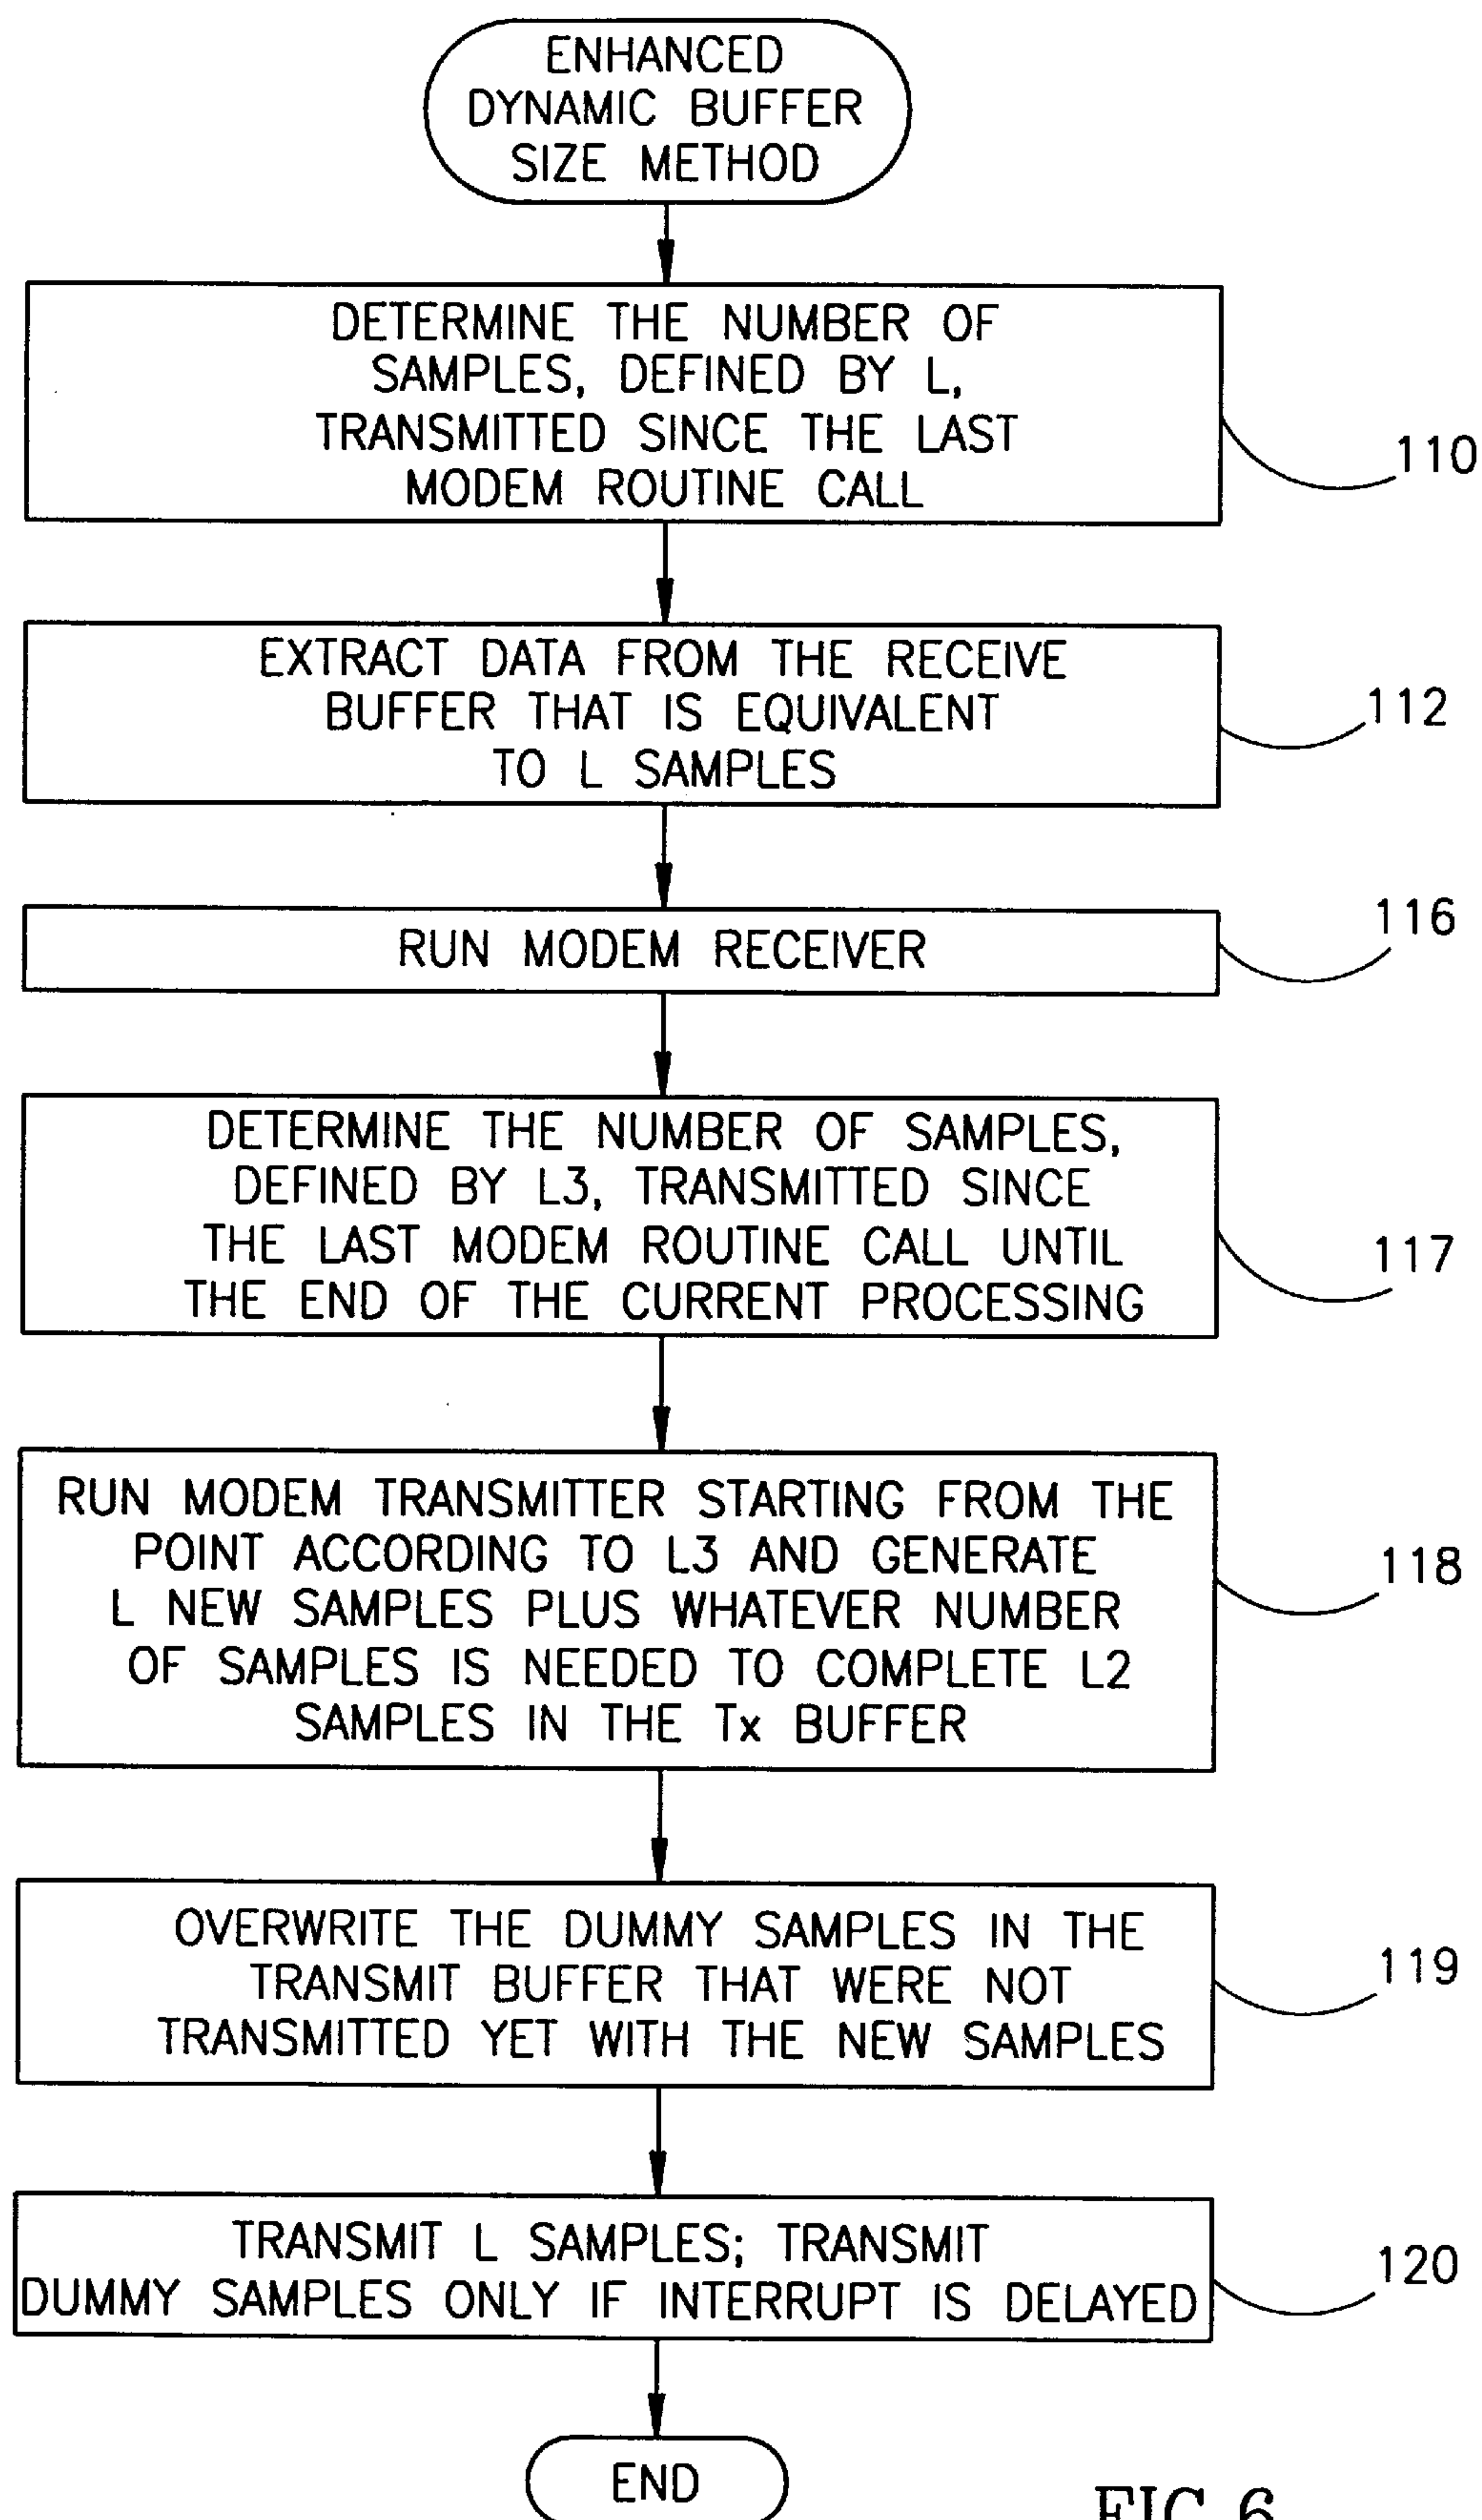 ENHANCED
DYNAMIC BUFFER
SIZE METHOD
DETERMINE THE NUMBER OF
SAMPLES, DEFINED BY L,
TRANSMITTED SINCE THE LAST
MODEM ROUTINE CALL
110
EXTRACT DATA FROM THE RECEIVE
BUFFER THAT IS EQUIVALENT
TO L SAMPLES
112
RUN MODEM RECEIVER
116
DETERMINE THE NUMBER OF SAMPLES,
DEFINED BY L3, TRANSMITTED SINCE
THE LAST MODEM ROUTINE CALL UNTIL
THE END OF THE CURRENT PROCESSING
117
RUN MODEM TRANSMITTER STARTING FROM THE
POINT ACCORDING TO L3 AND GENERATE
L NEW SAMPLES PLUS WHATEVER NUMBER
OF SAMPLES IS NEEDED TO COMPLETE L2
SAMPLES IN THE Tx BUFFER
118
OVERWRITE THE DUMMY SAMPLES IN THE
TRANSMIT BUFFER THAT WERE NOT
TRANSMITTED YET WITH THE NEW SAMPLES
119
TRANSMIT L SAMPLES; TRANSMIT
DUMMY SAMPLES ONLY IF INTERRUPT IS DELAYED
120
END
FIG.6